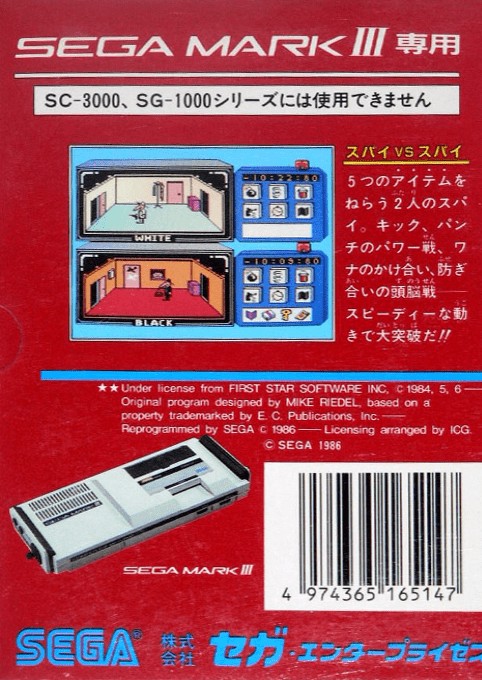 SEGA MARK III 専用
SC-3000、SG-1000シリーズには使用できません
スパイ VS スパイ
5つのアイテムを
ねらう2人のスパ
イ。キック、パン
チのパワー戦、ワ
ナのかけ合い、防ぎ
合いの頭脳戦——
スピーディーな動
きで大突破だ!!
-10:22:80
WHITE
-10:09:60
BLACK
★★Under license from FIRST STAR SOFTWARE INC, © 1984, 5, 6—
Original program designed by MIKE RIEDEL, based on a
property trademarked by E. C. Publications, Inc.——
Reprogrammed by SEGA © 1986—— Licensing arranged by ICG.
© SEGA 1986
SEGA MARK III
4 974365 165147
SEGA® 株式会社 セガ・エンタープライゼス